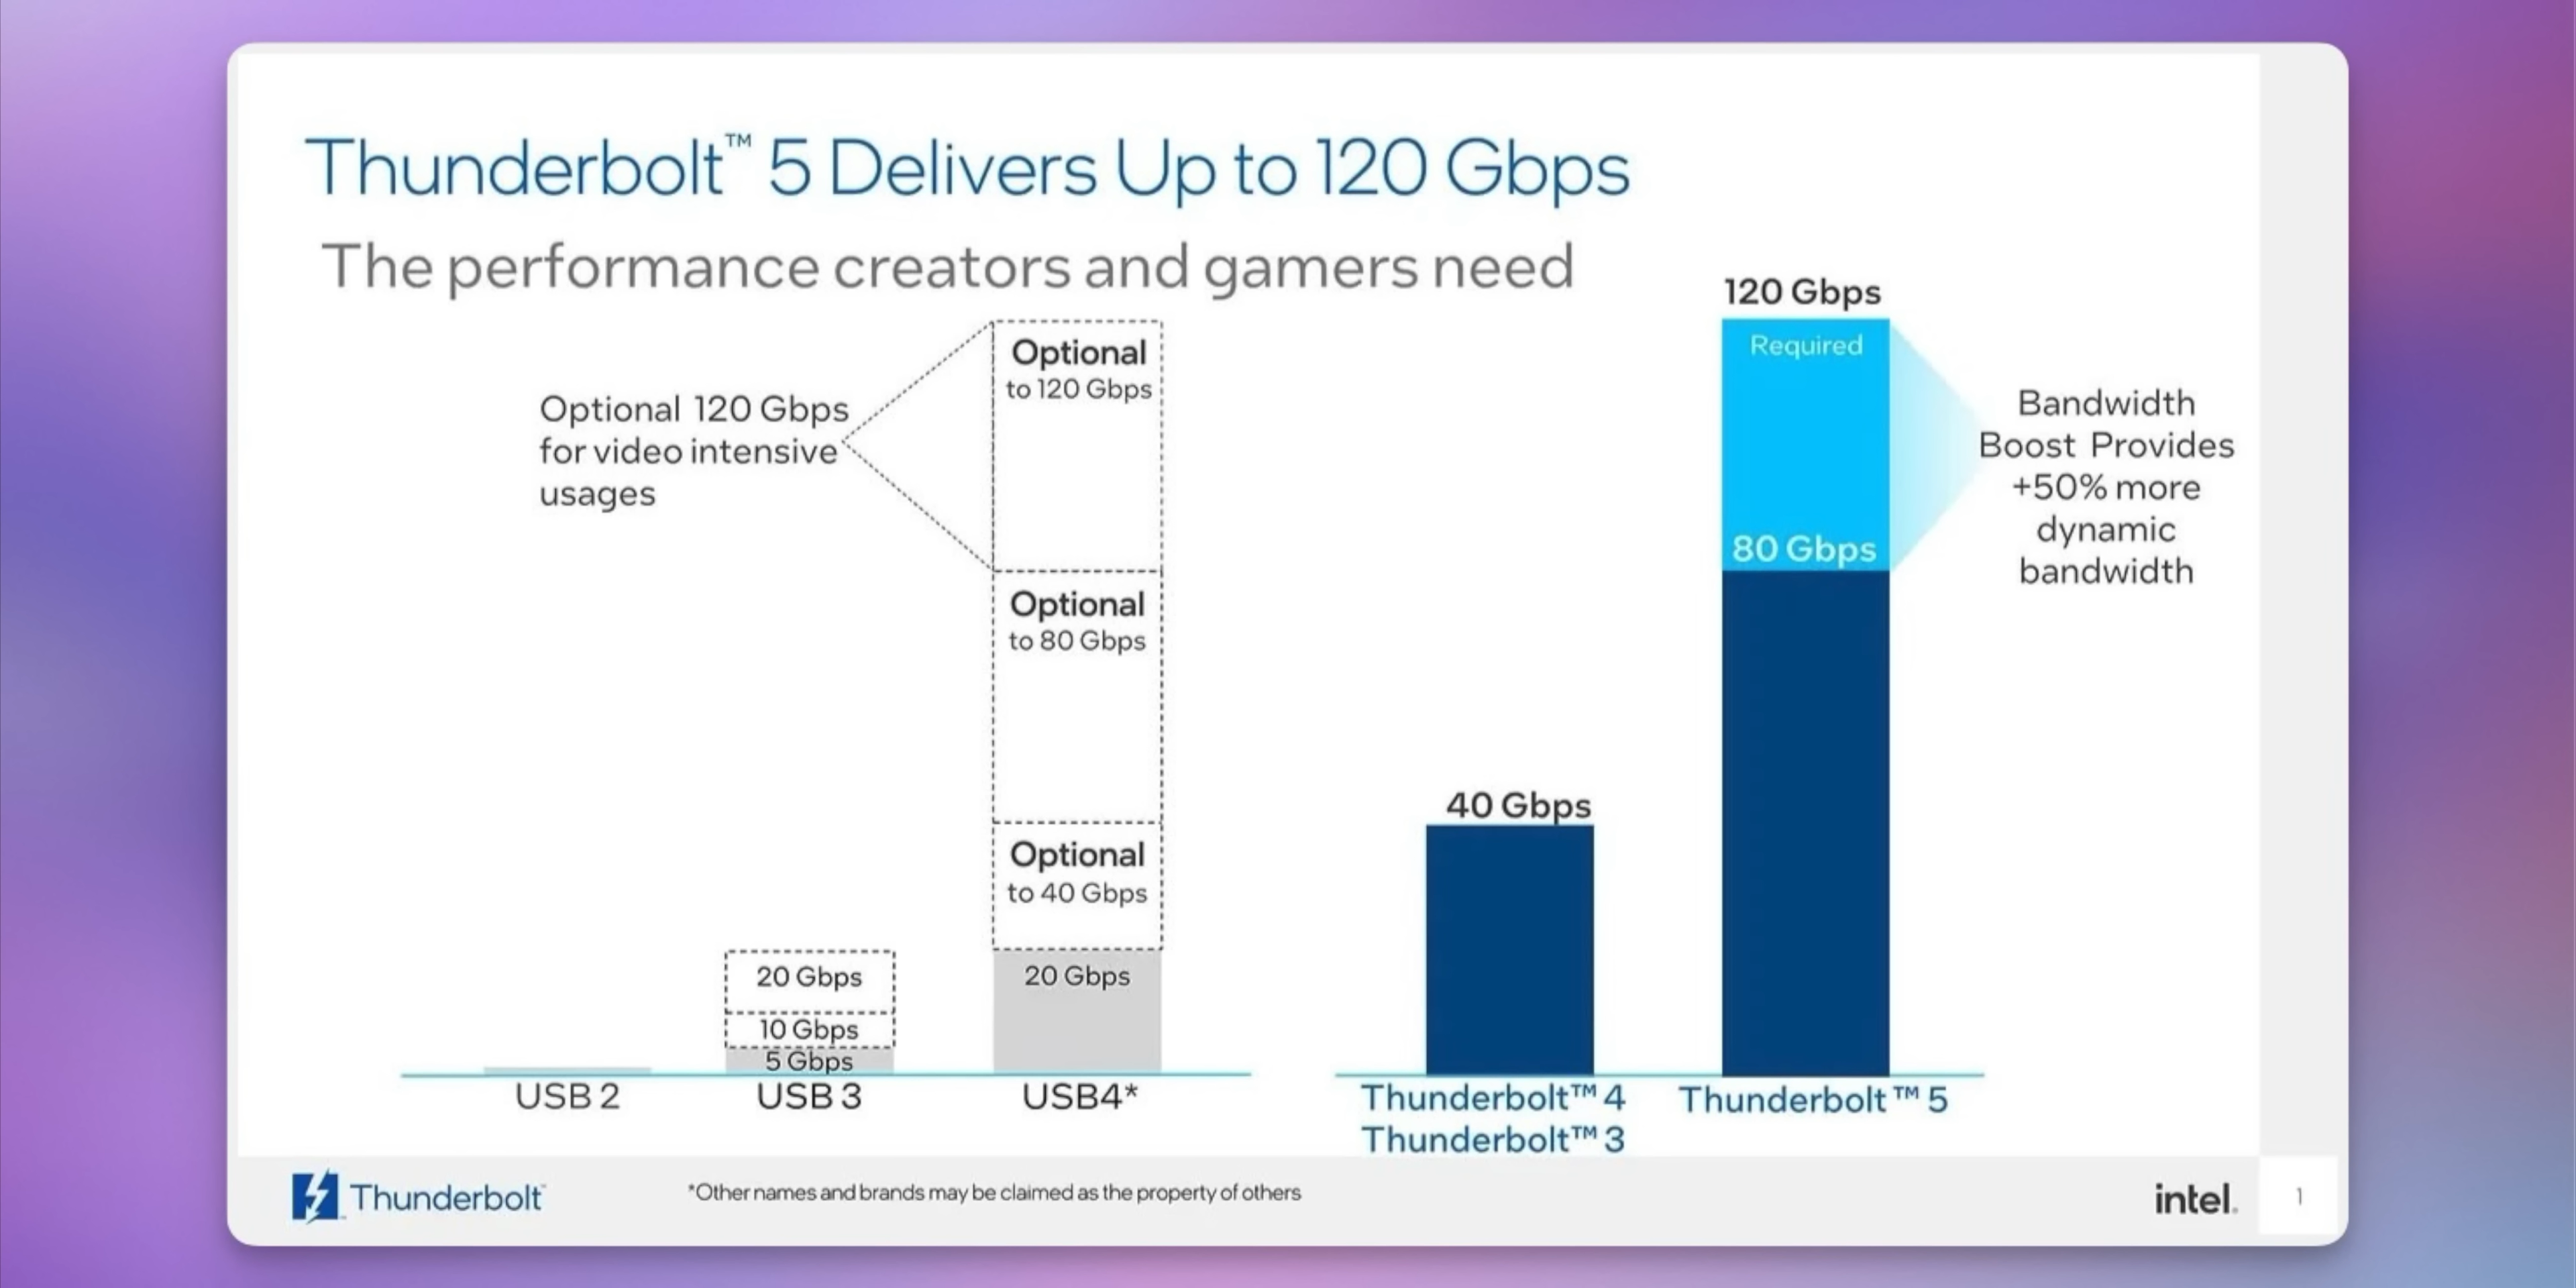 Thunderbolt™ 5 Delivers Up to 120 Gbps
The performance creators and gamers need
Optional 120 Gbps
for video intensive
usages
Optional
to 120 Gbps
Optional
to 80 Gbps
Optional
to 40 Gbps
20 Gbps
20 Gbps
10 Gbps
5 Gbps
USB 2
USB 3
USB4*
120 Gbps
Required
80 Gbps
Bandwidth
Boost Provides
+50% more
dynamic
bandwidth
40 Gbps
Thunderbolt™ 4
Thunderbolt™ 3
Thunderbolt™ 5
Thunderbolt™
*Other names and brands may be claimed as the property of others
intel.
1